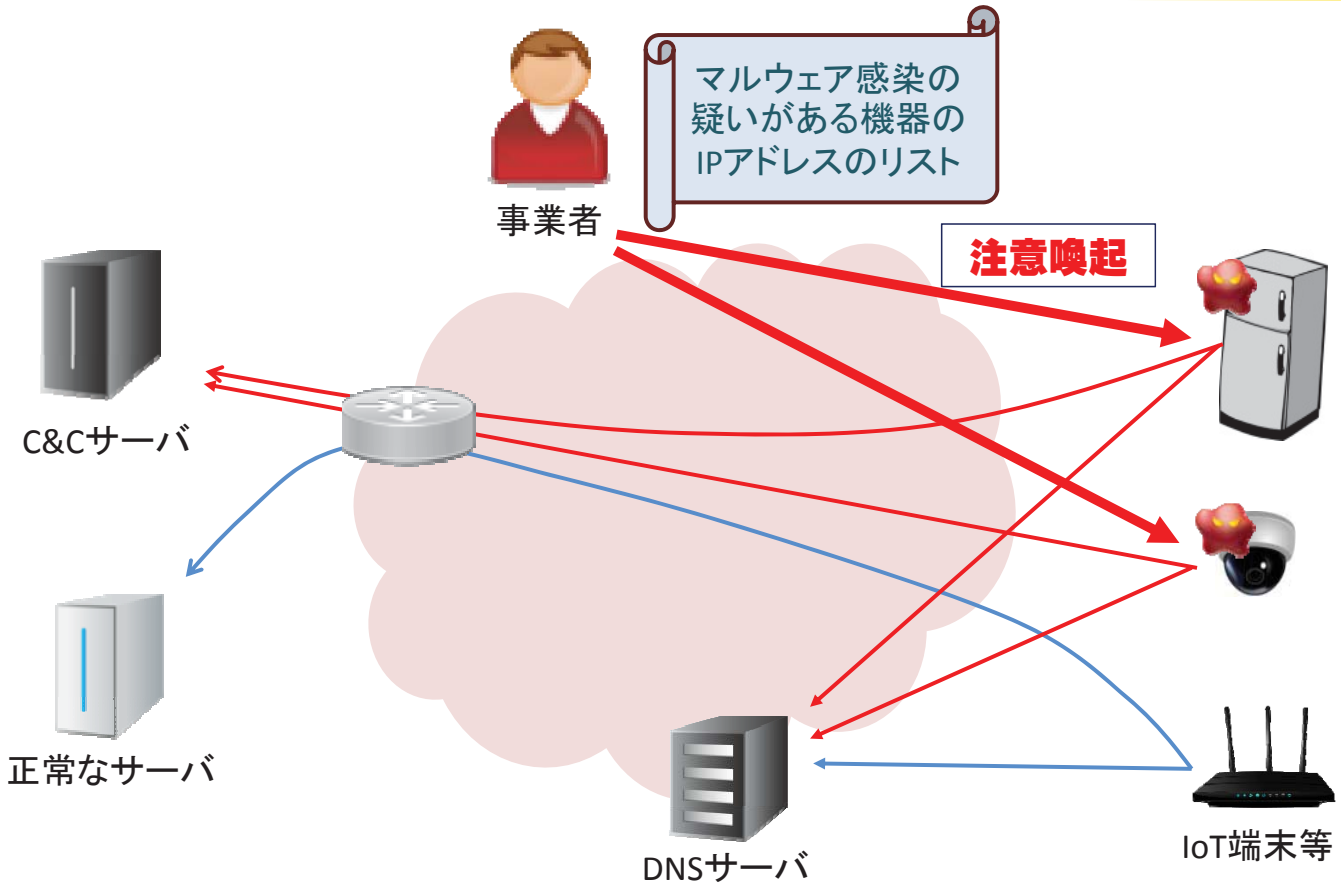 マルウェア感染の
疑いがある機器の
IPアドレスのリスト
事業者
注意喚起
C&Cサーバ
正常なサーバ
DNSサーバ
IoT端末等